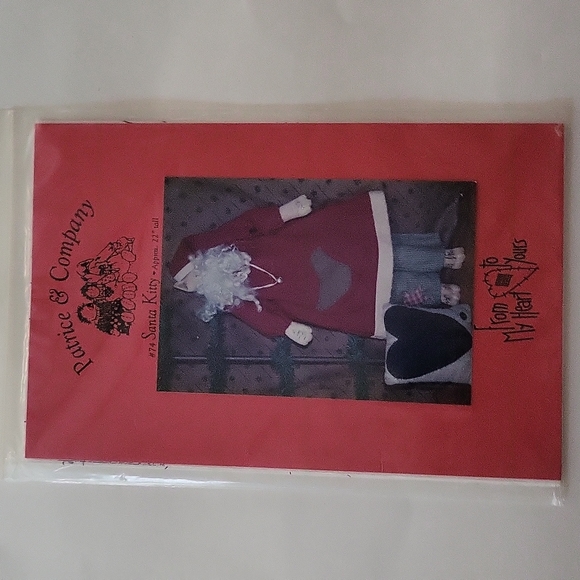 Patrice & Company
#74 Santa Kitty - Approx. 22" tall
From
My Heart
to
Yours